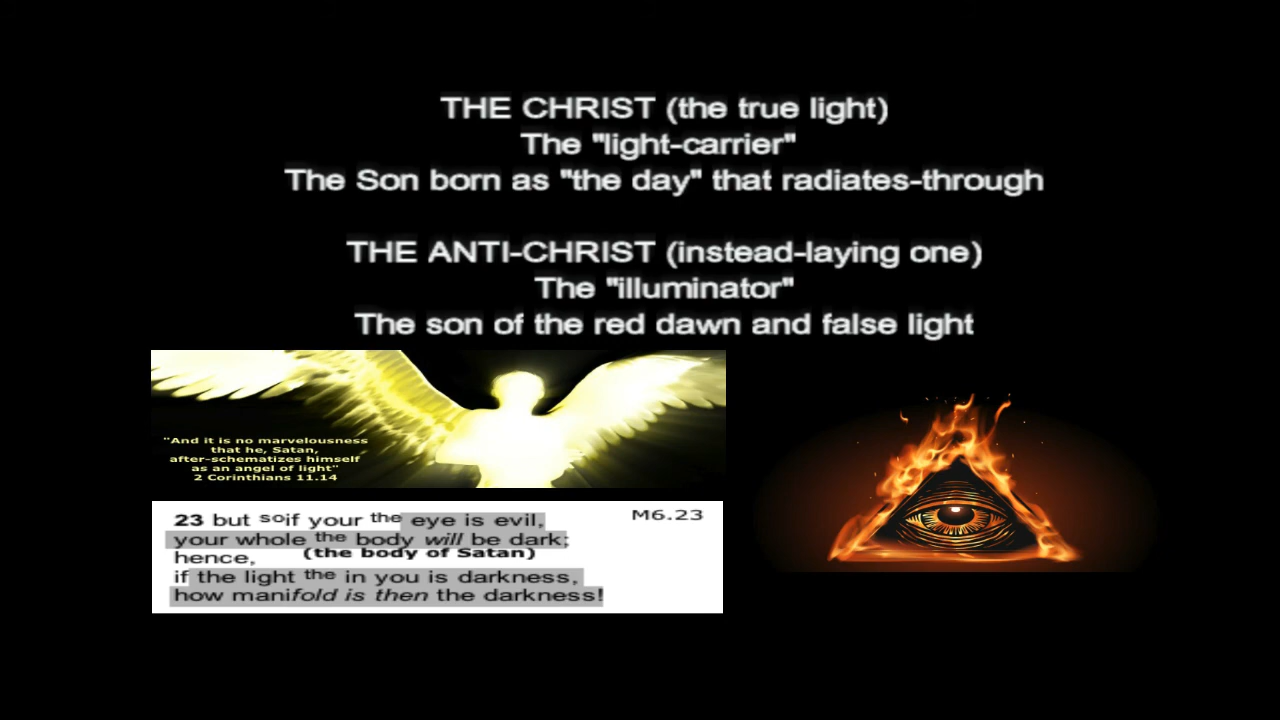 THE CHRIST (the true light)
The "light-carrier"
The Son born as "the day" that radiates-through
THE ANTI-CHRIST (instead-laying one)
The "illuminator"
The son of the red dawn and false light
"And it is no marvelousness
that he, Satan,
after-schematizes himself
as an angel of light"
2 Corinthians 11.14
M6.23
23 but so if your the eye is evil,
your whole the body will be dark;
hence, (the body of Satan)
if the light the in you is darkness,
how manifold is then the darkness!